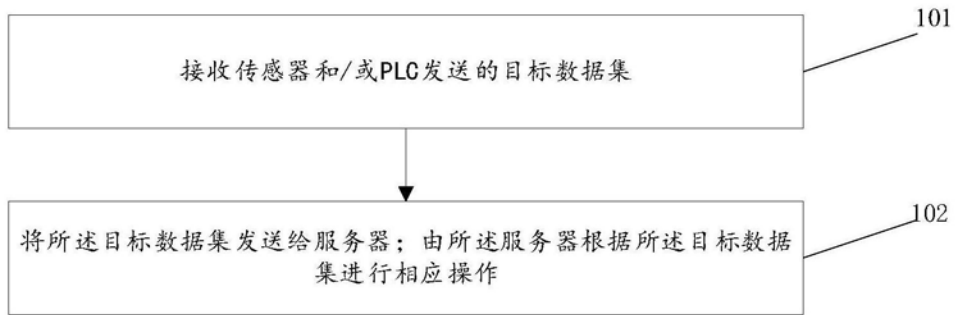 101
接收传感器和/或PLC发送的目标数据集
102
将所述目标数据集发送给服务器；由所述服务器根据所述目标数据
集进行相应操作